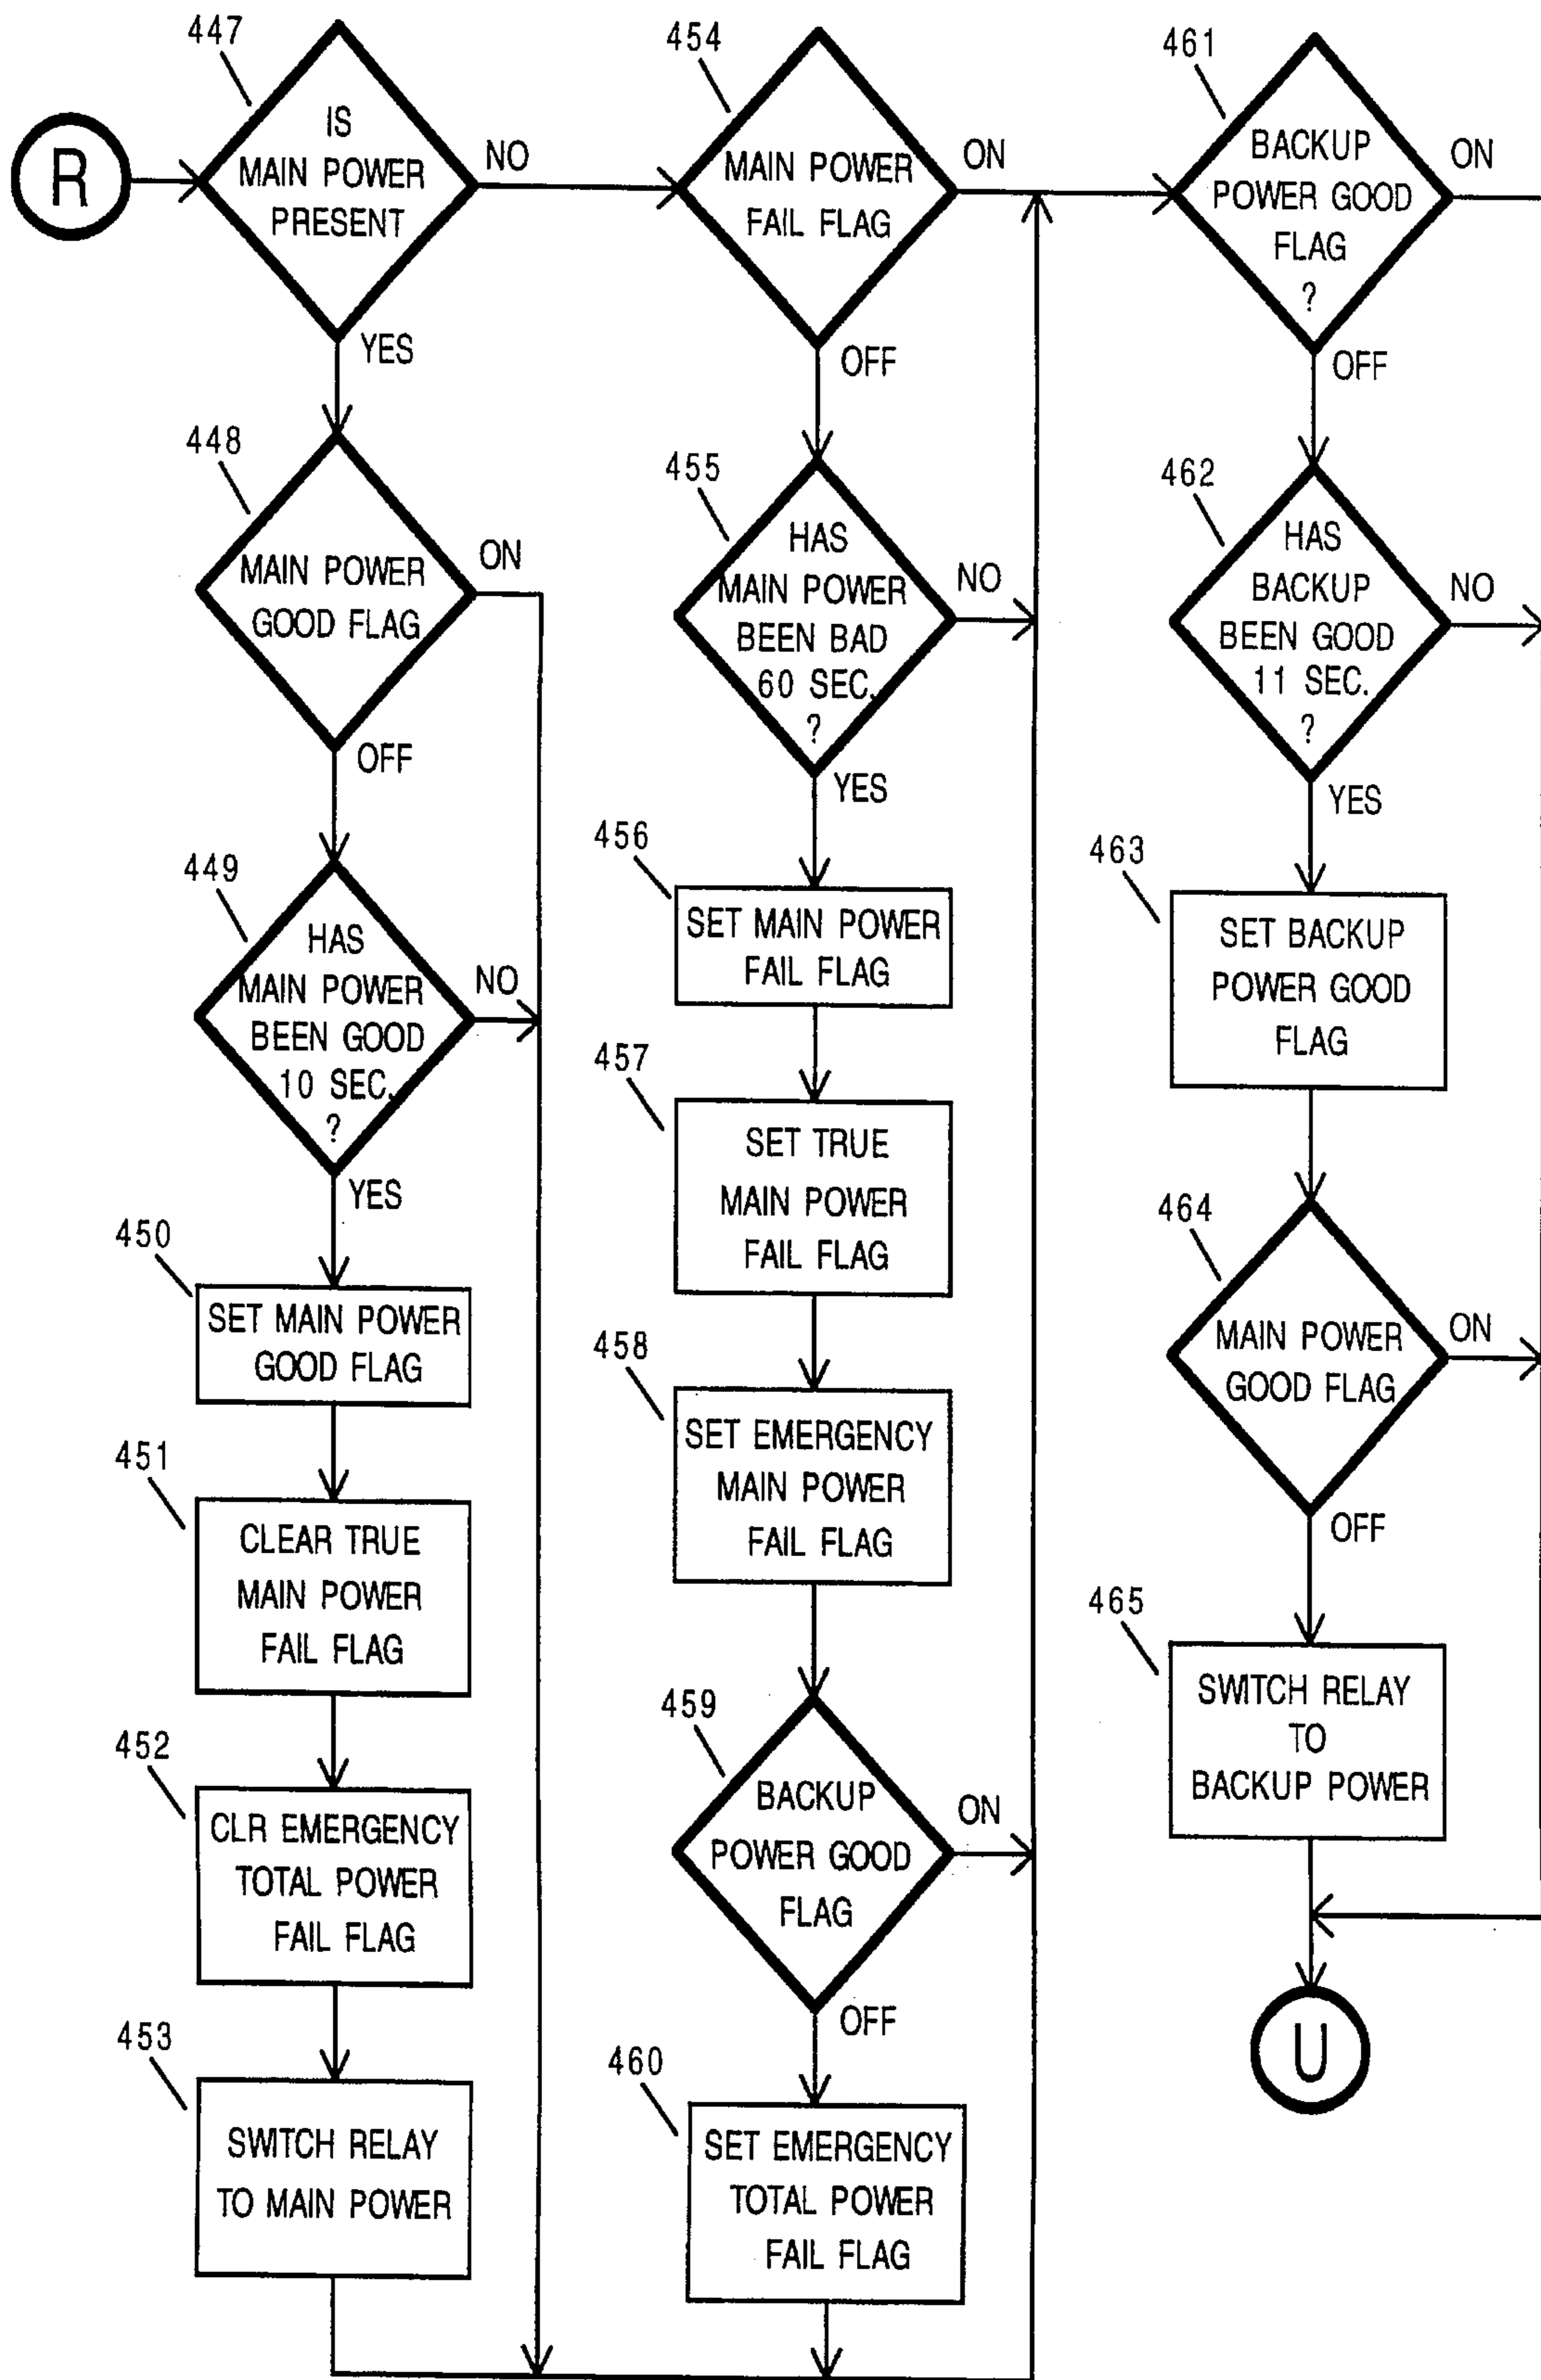 R
447
IS
MAIN POWER
PRESENT
NO
YES
448
MAIN POWER
GOOD FLAG
ON
OFF
449
HAS
MAIN POWER
BEEN GOOD
10 SEC.
?
NO
YES
450
SET MAIN POWER
GOOD FLAG
451
CLEAR TRUE
MAIN POWER
FAIL FLAG
452
CLR EMERGENCY
TOTAL POWER
FAIL FLAG
453
SWITCH RELAY
TO MAIN POWER
454
MAIN POWER
FAIL FLAG
ON
OFF
455
HAS
MAIN POWER
BEEN BAD
60 SEC.
?
NO
YES
456
SET MAIN POWER
FAIL FLAG
457
SET TRUE
MAIN POWER
FAIL FLAG
458
SET EMERGENCY
MAIN POWER
FAIL FLAG
459
BACKUP
POWER GOOD
FLAG
ON
OFF
460
SET EMERGENCY
TOTAL POWER
FAIL FLAG
461
BACKUP
POWER GOOD
FLAG
?
ON
OFF
462
HAS
BACKUP
BEEN GOOD
11 SEC.
?
NO
YES
463
SET BACKUP
POWER GOOD
FLAG
464
MAIN POWER
GOOD FLAG
ON
OFF
465
SWITCH RELAY
TO
BACKUP POWER
U